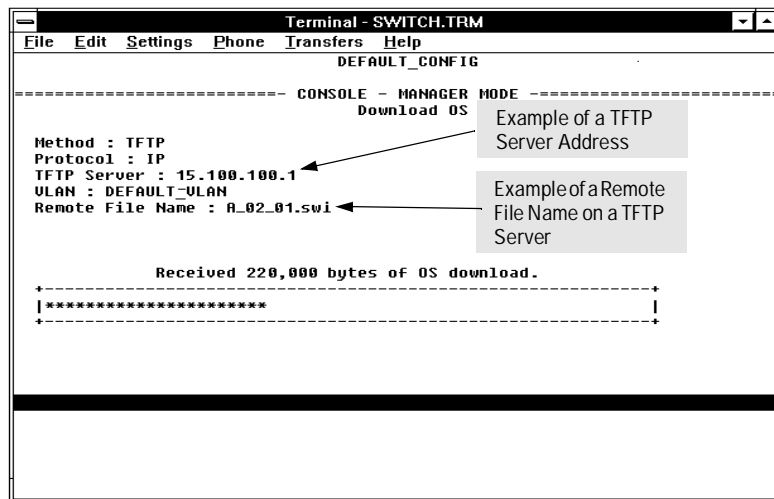 Terminal - SWITCH.TRM
File Edit Settings Phone Transfers Help
DEFAULT_CONFIG
==========================- CONSOLE - MANAGER MODE -========================
Download OS
Example of a TFTP
Server Address
Method : TFTP
Protocol : IP
TFTP Server : 15.100.100.1
VLAN : DEFAULT_VLAN
Remote File Name : A_02_01.swi
Example of a Remote
File Name on a TFTP
Server
Received 220,000 bytes of OS download.
+-------------------------------------------------------------+
|********************** |
+-------------------------------------------------------------+